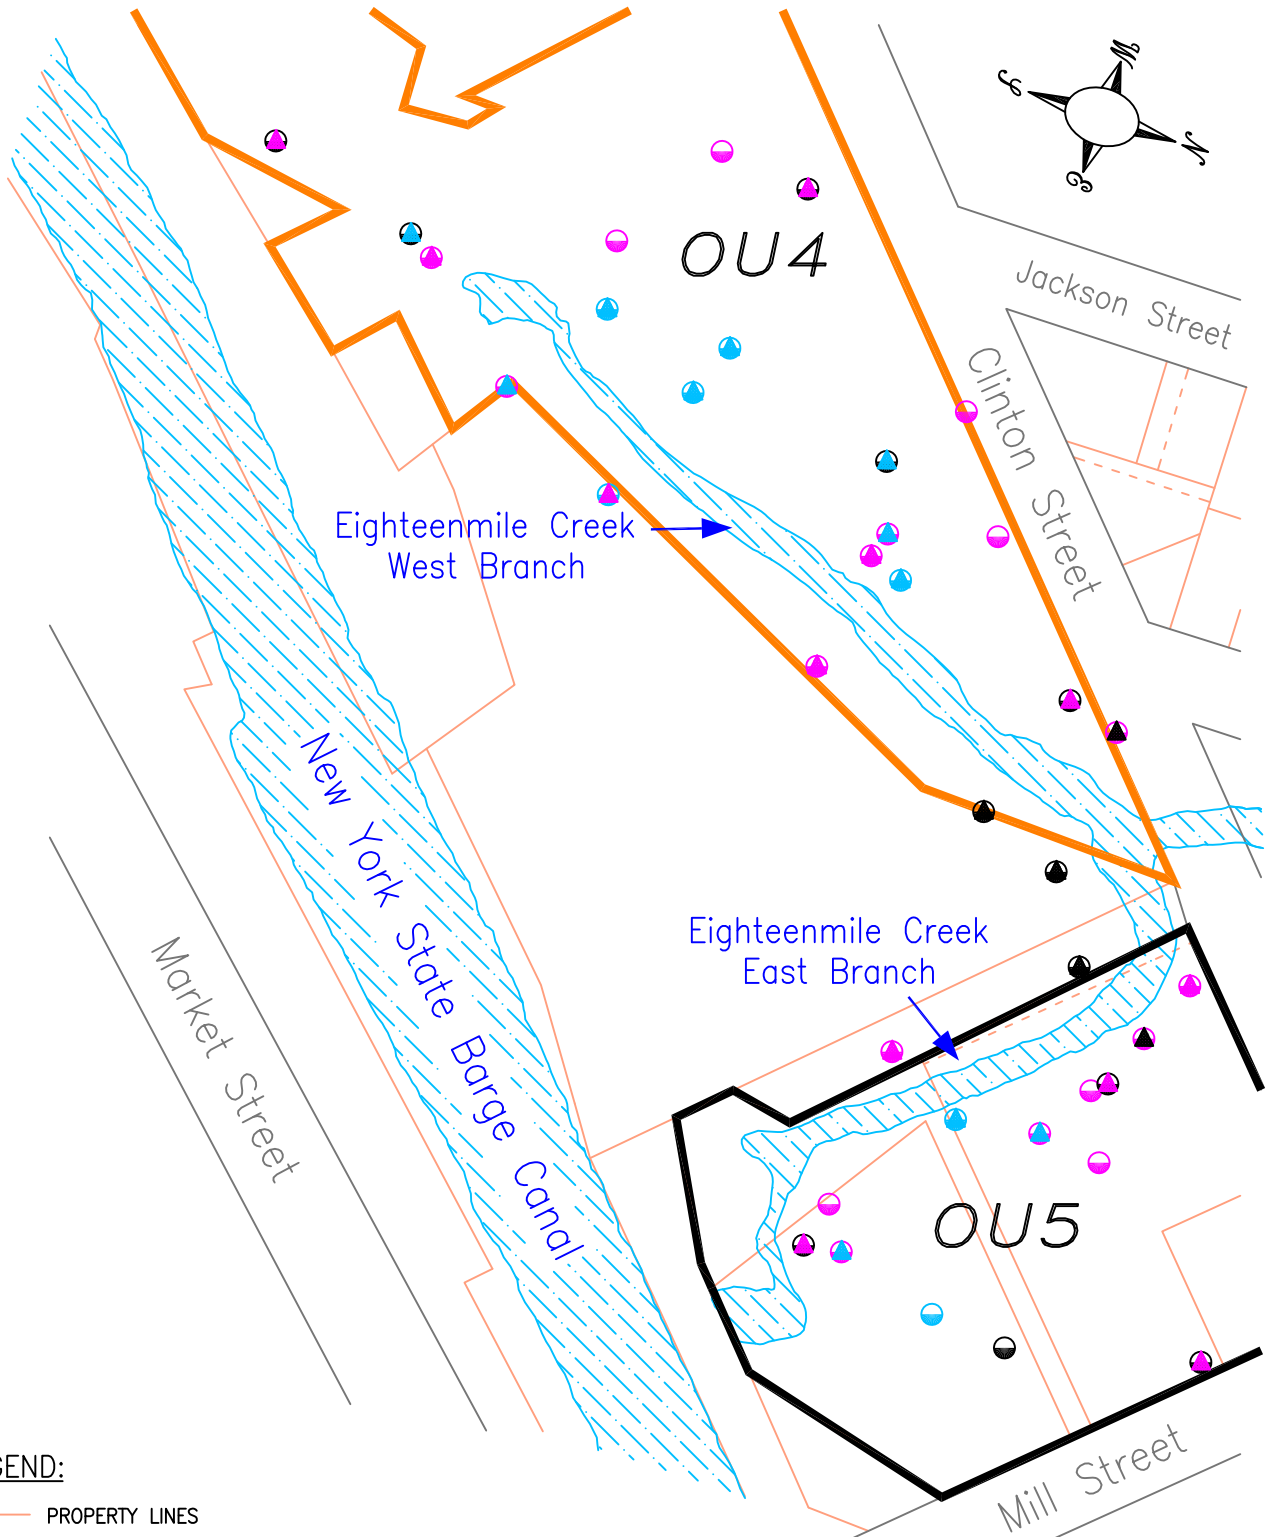 W
S
N
E
OU4
Jackson Street
Clinton Street
Eighteenmile Creek
West Branch
New York State Barge Canal
Market Street
Eighteenmile Creek
East Branch
OU5
Mill Street
GEND:
PROPERTY LINES